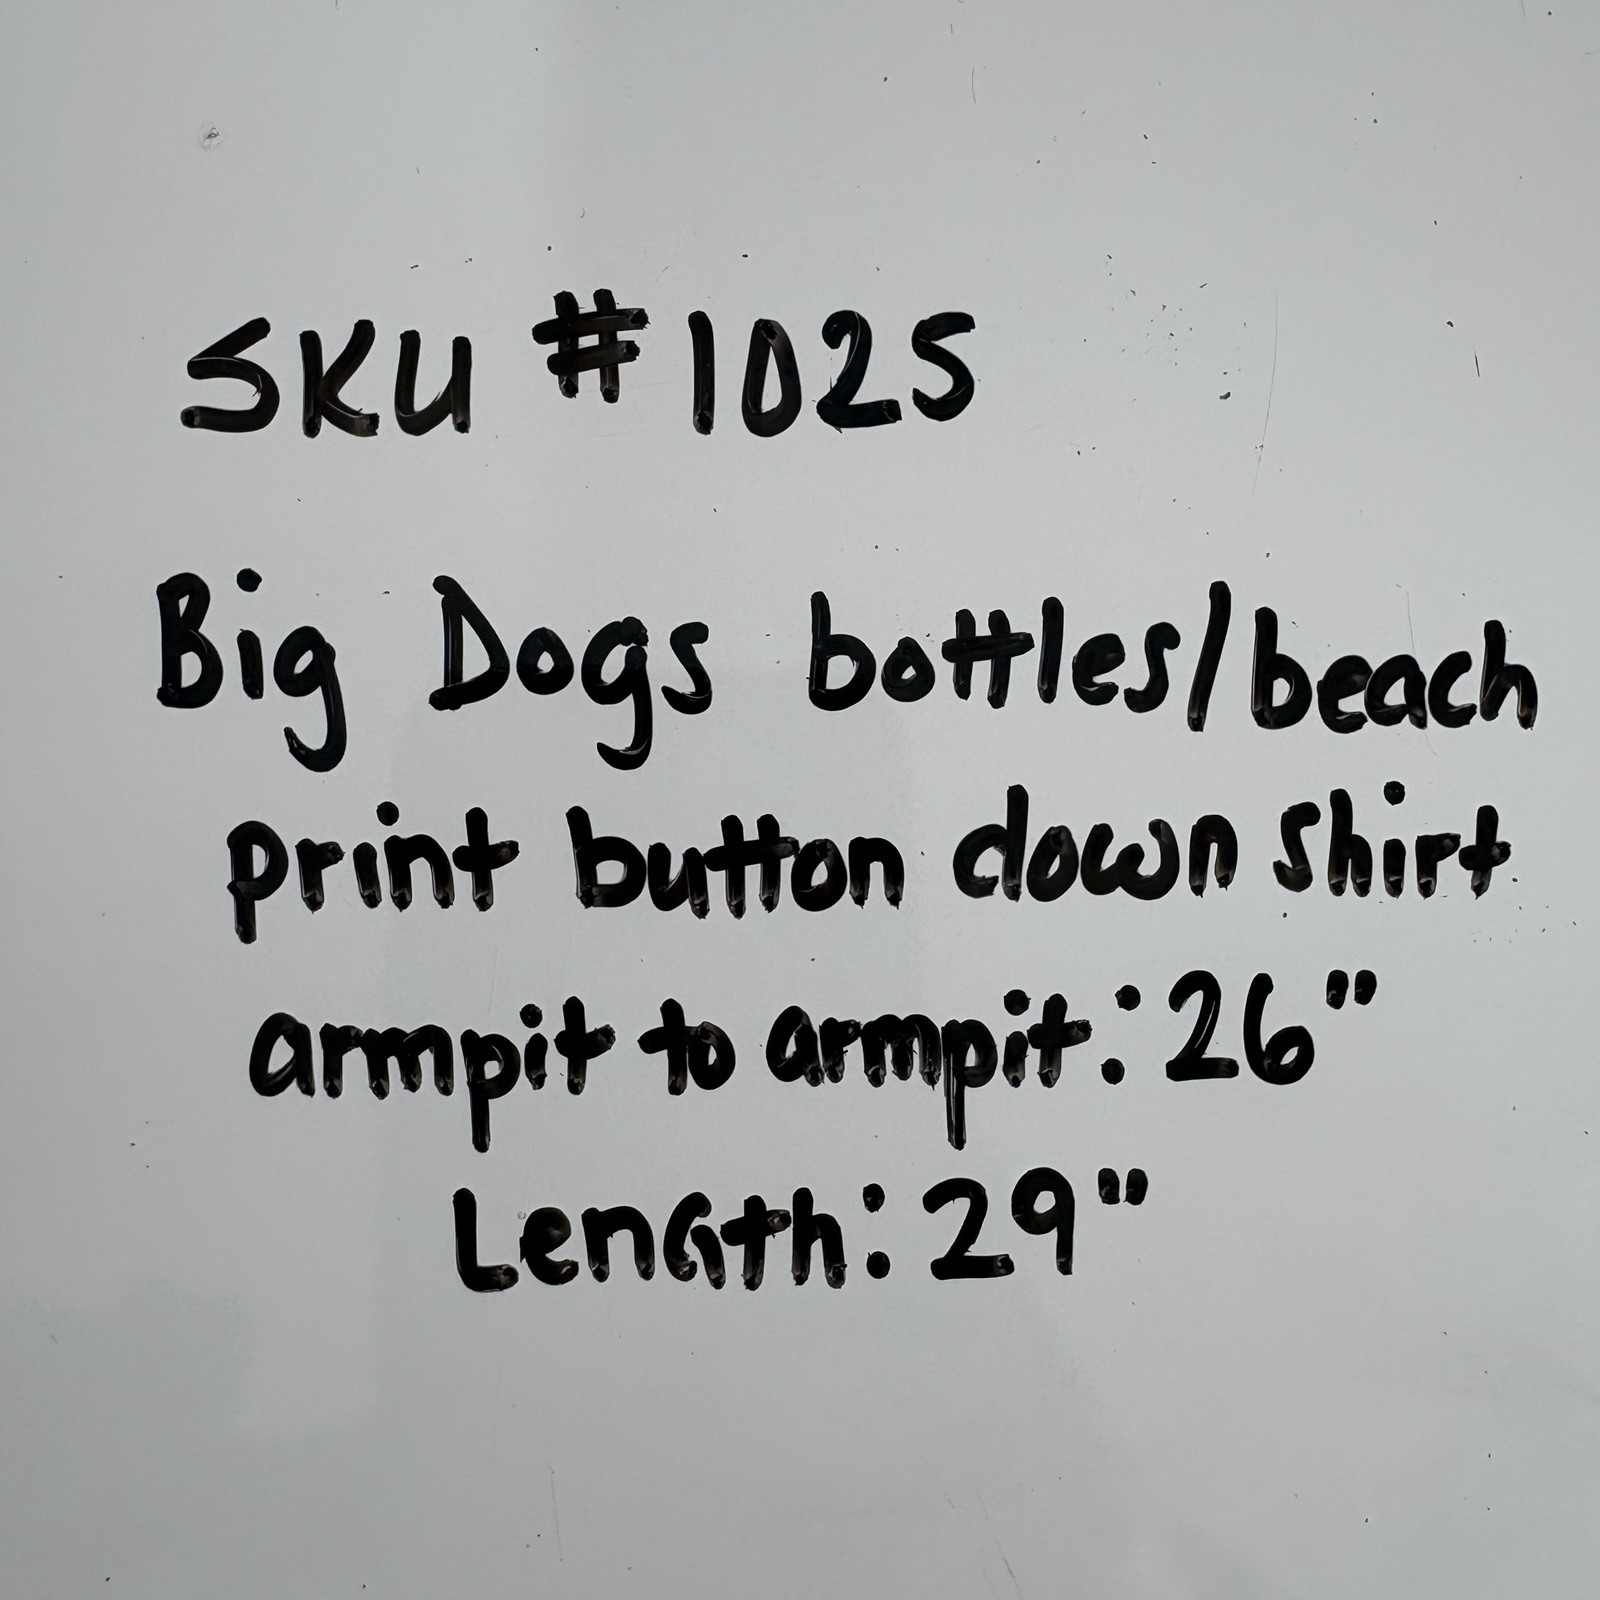 SKU #1025
Big Dogs bottles/beach
print button down shirt
armpit to armpit: 26"
Length: 29"